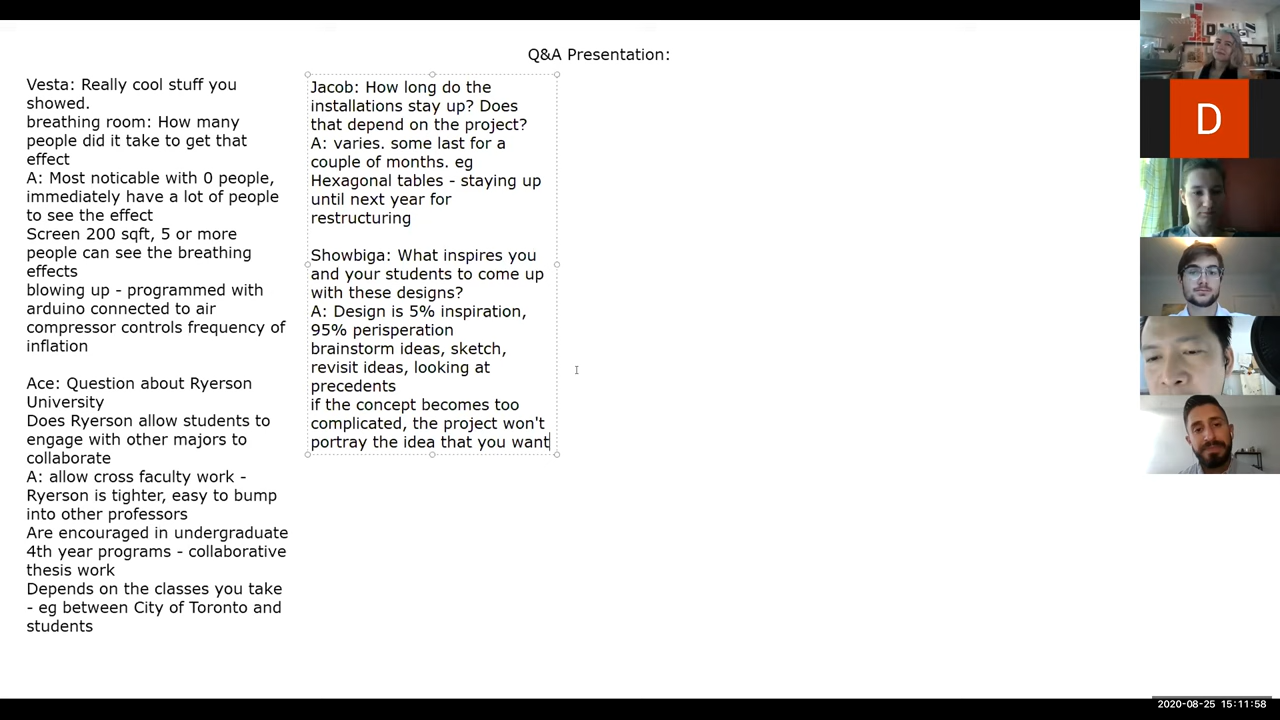 Q&A Presentation:
Vesta: Really cool stuff you
showed.
breathing room: How many
people did it take to get that
effect
A: Most noticable with 0 people,
immediately have a lot of people
to see the effect
Screen 200 sqft, 5 or more
people can see the breathing
effects
blowing up - programmed with
arduino connected to air
compressor controls frequency of
inflation
Ace: Question about Ryerson
University
Does Ryerson allow students to
engage with other majors to
collaborate
A: allow cross faculty work -
Ryerson is tighter, easy to bump
into other professors
Are encouraged in undergraduate
4th year programs - collaborative
thesis work
Depends on the classes you take
- eg between City of Toronto and
students
Jacob: How long do the
installations stay up? Does
that depend on the project?
A: varies. some last for a
couple of months. eg
Hexagonal tables - staying up
until next year for
restructuring
Showbiga: What inspires you
and your students to come up
with these designs?
A: Design is 5% inspiration,
95% perisperation
brainstorm ideas, sketch,
revisit ideas, looking at
precedents
if the concept becomes too
complicated, the project won't
portray the idea that you want
D
2020-08-25 15:11:58